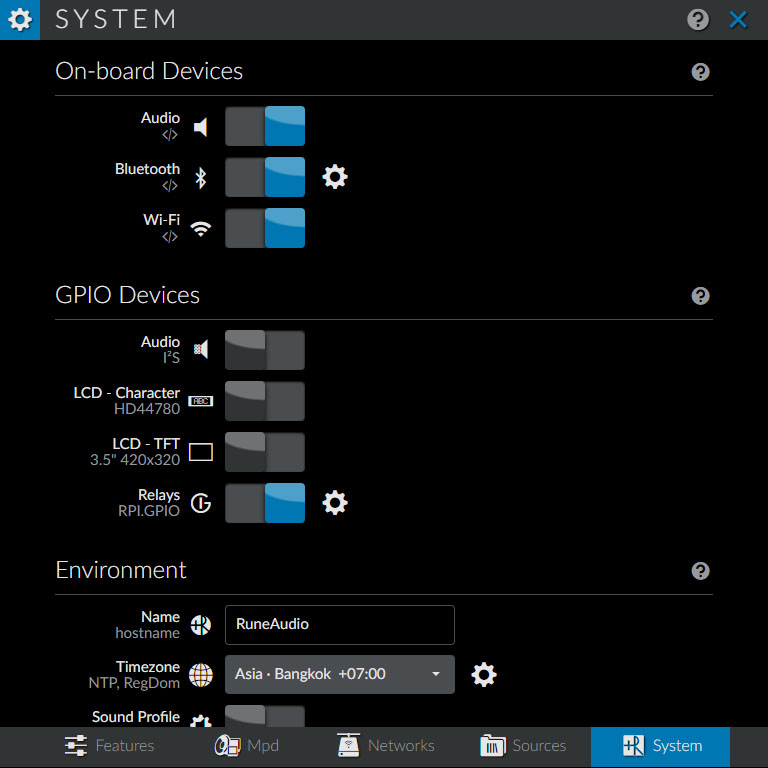 SYSTEM
On-board Devices
Audio
</>
Bluetooth
</>
Wi-Fi
</>
GPIO Devices
Audio
I²S
LCD - Character
HD44780
ABC
LCD - TFT
3.5" 420x320
Relays
RPI.GPIO
Environment
Name
hostname
RuneAudio
Timezone
NTP, RegDom
Asia · Bangkok +07:00
Sound Profile
Features Mpd Networks Sources System